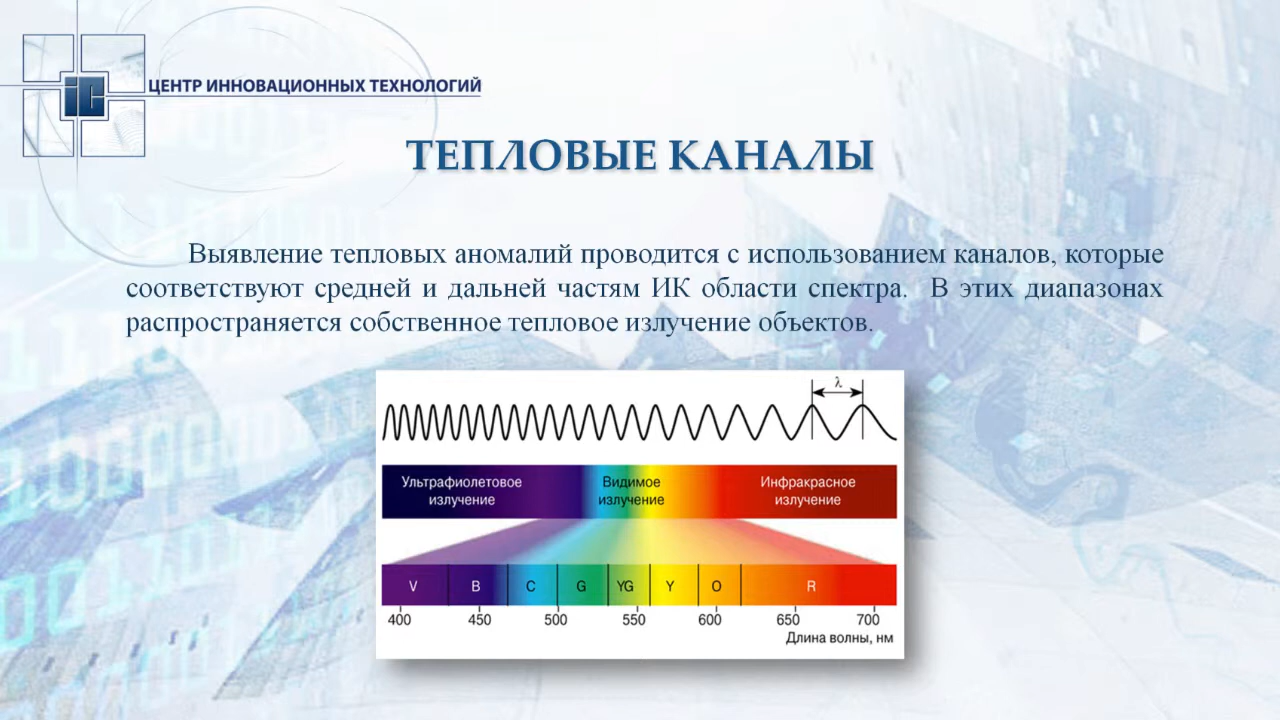 iC
ЦЕНТР ИННОВАЦИОННЫХ ТЕХНОЛОГИЙ
ТЕПЛОВЫЕ КАНАЛЫ
Выявление тепловых аномалий проводится с использованием каналов, которые
соответствуют средней и дальней частям ИК области спектра. В этих диапазонах
распространяется собственное тепловое излучение объектов.
λ
Ультрафиолетовое излучение
Видимое излучение
Инфракрасное излучение
V B C G YG Y O R
400 450 500 550 600 650 700
Длина волны, нм